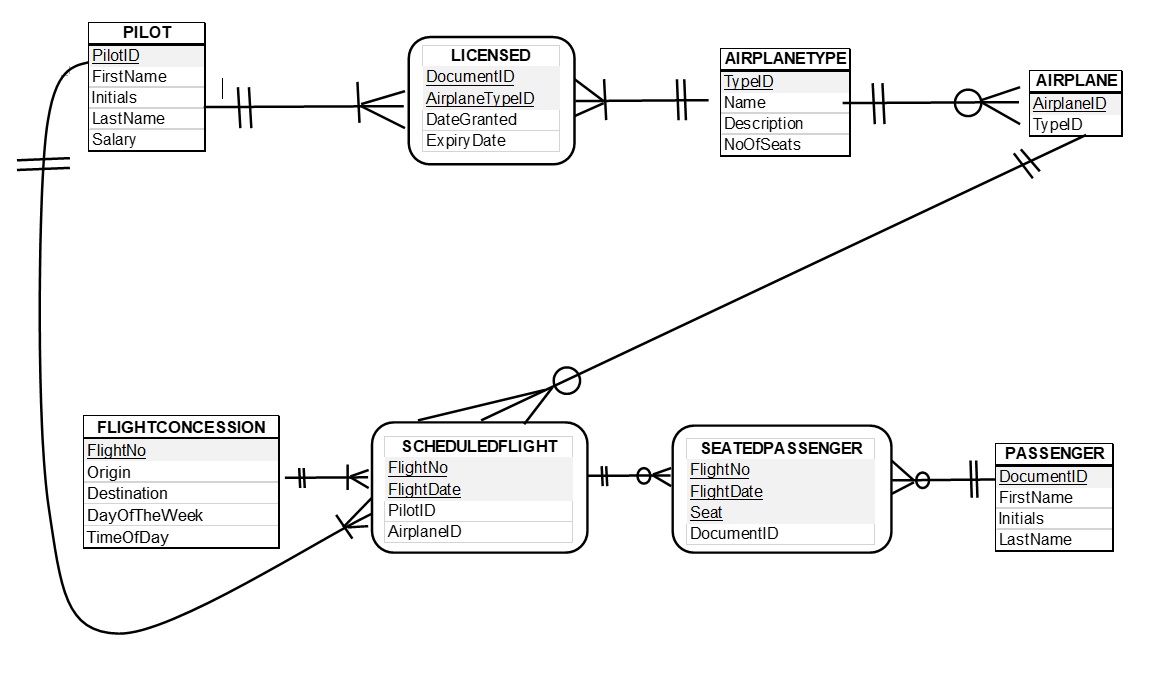 PILOT
PilotID
FirstName
Initials
LastName
Salary
LICENSED
DocumentID
AirplaneTypeID
DateGranted
ExpiryDate
AIRPLANETYPE
TypeID
Name
Description
NoOfSeats
AIRPLANE
AirplaneID
TypeID
FLIGHTCONCESSION
FlightNo
Origin
Destination
DayOfTheWeek
TimeOfDay
SCHEDULEDFLIGHT
FlightNo
FlightDate
PilotID
AirplaneID
SEATEDPASSENGER
FlightNo
FlightDate
Seat
DocumentID
PASSENGER
DocumentID
FirstName
Initials
LastName